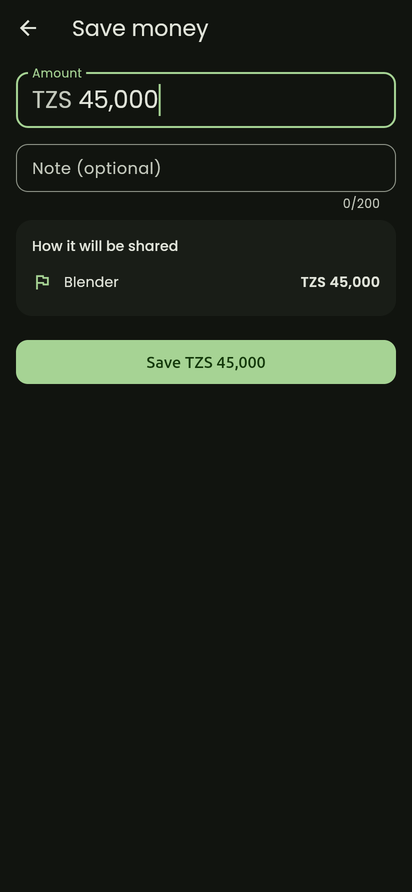 Save money
Amount
TZS 45,000
Note (optional)
0/200
How it will be shared
Blender TZS 45,000
Save TZS 45,000